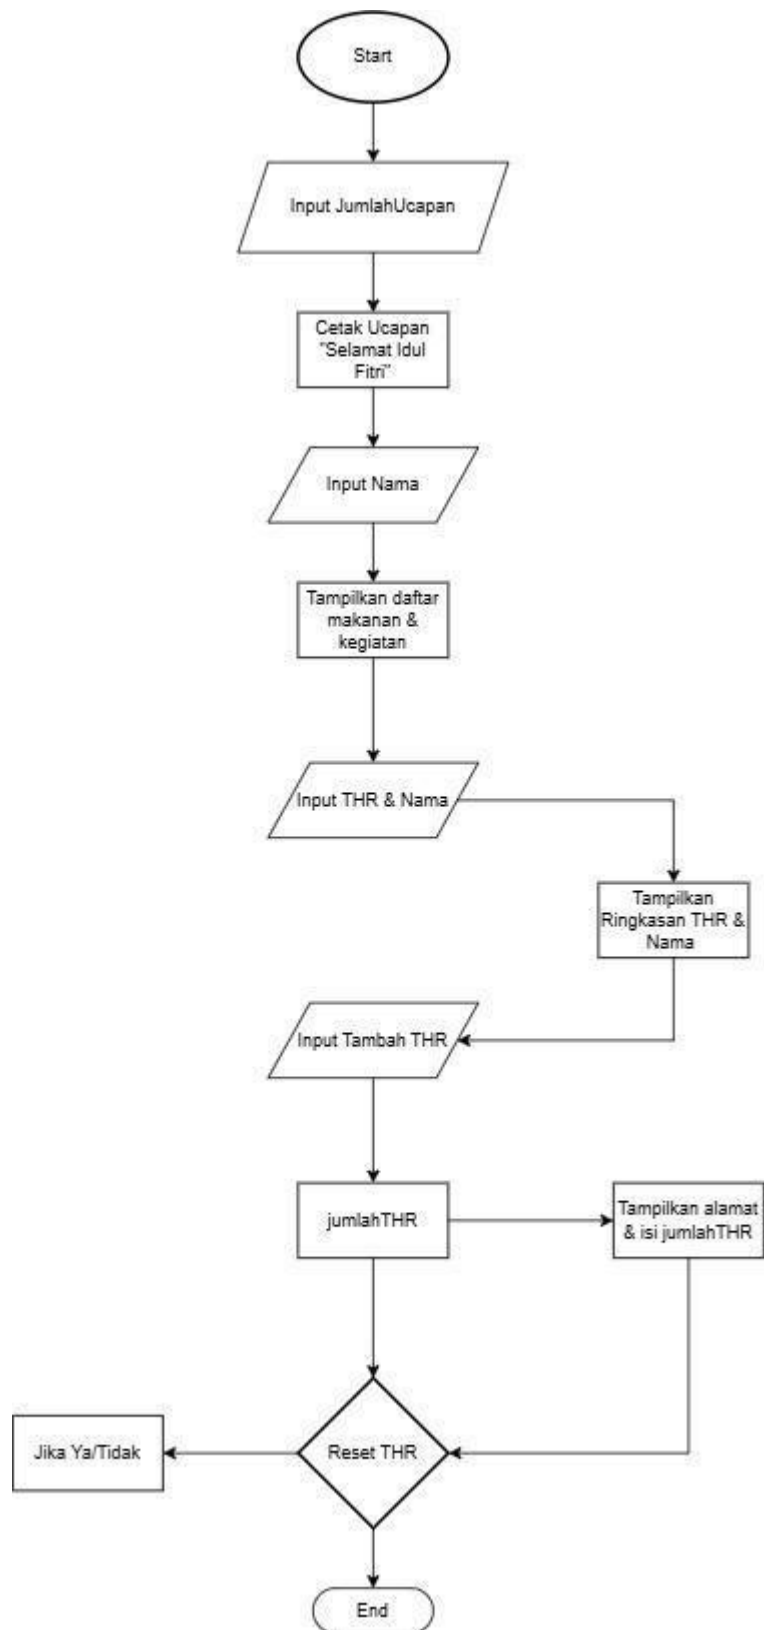 Start
Input JumlahUcapan
Cetak Ucapan
"Selamat Idul
Fitri"
Input Nama
Tampilkan daftar
makanan &
kegiatan
Input THR & Nama
Tampilkan
Ringkasan THR &
Nama
Input Tambah THR
jumlahTHR
Tampilkan alamat
& isi jumlahTHR
Jika Ya/Tidak
Reset THR
End